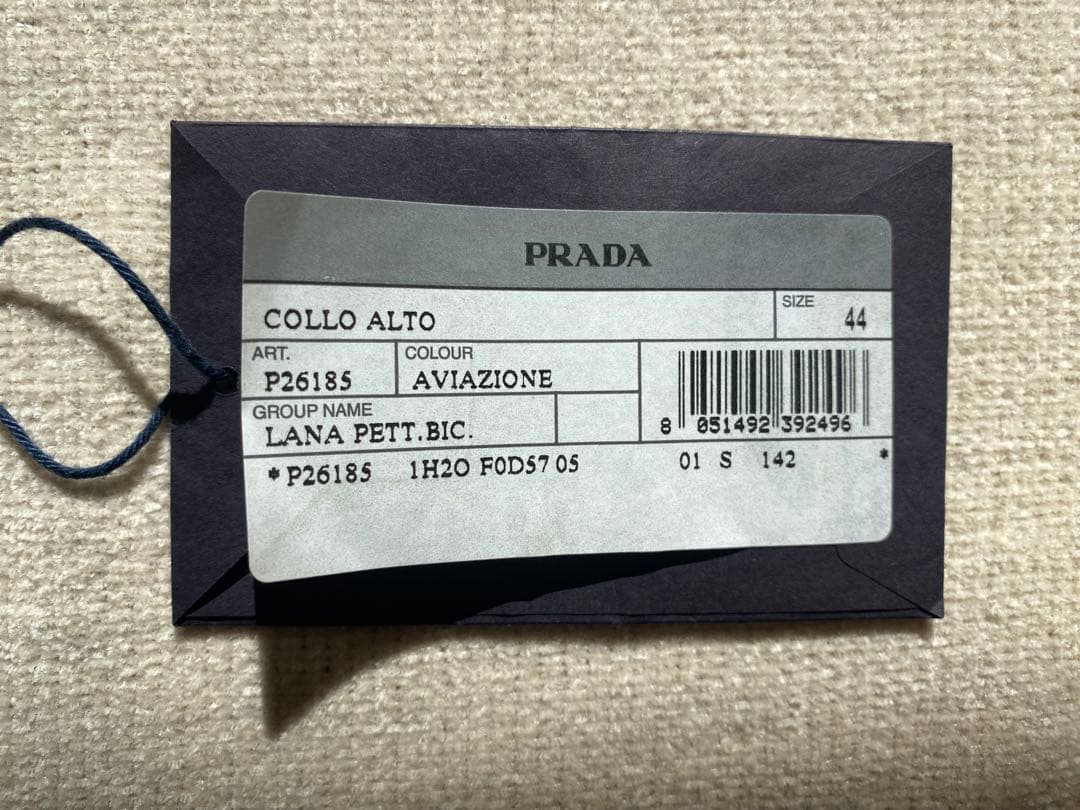 PRADA
COLLO ALTO
SIZE
44
ART.
P26185
COLOUR
AVIAZIONE
GROUP NAME
LANA PETT.BIC.
8 051492 392496
* P26185 1H2O F0D57 05 01 S 142 *